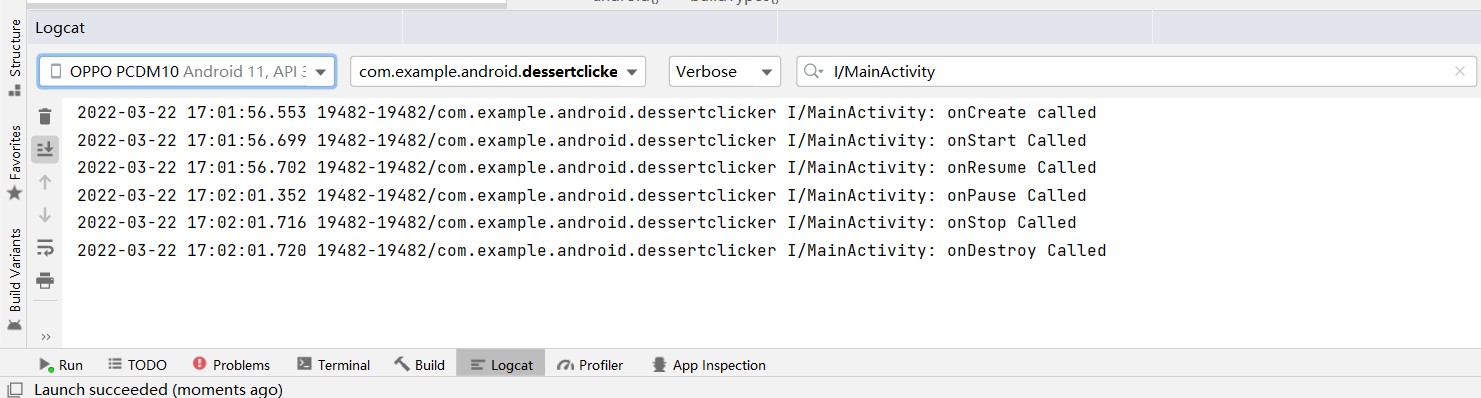 Logcat
OPPO PCDM10 Android 11, API
com.example.android.dessertclicke
Verbose
I/MainActivity
2022-03-22 17:01:56.553 19482-19482/com.example.android.dessertclicker I/MainActivity: onCreate called
2022-03-22 17:01:56.699 19482-19482/com.example.android.dessertclicker I/MainActivity: onStart Called
2022-03-22 17:01:56.702 19482-19482/com.example.android.dessertclicker I/MainActivity: onResume Called
2022-03-22 17:02:01.352 19482-19482/com.example.android.dessertclicker I/MainActivity: onPause Called
2022-03-22 17:02:01.716 19482-19482/com.example.android.dessertclicker I/MainActivity: onStop Called
2022-03-22 17:02:01.720 19482-19482/com.example.android.dessertclicker I/MainActivity: onDestroy Called
Structure
Favorites
Build Variants
Run
TODO
Problems
Terminal
Build
Logcat
Profiler
App Inspection
Launch succeeded (moments ago)